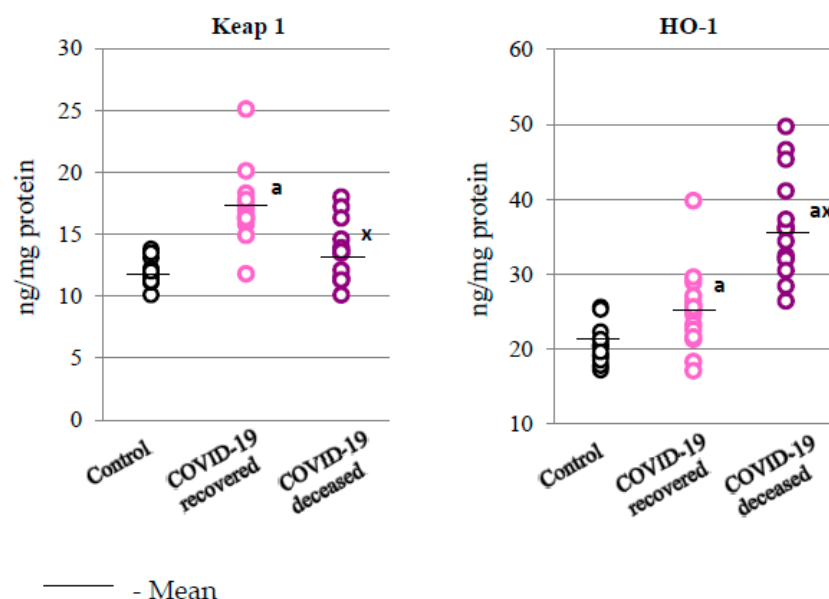 Keap 1
30
25
20
15
10
5
0
ng/mg protein
a
x
Control
COVID-19
recovered
COVID-19
deceased
HO-1
60
50
40
30
20
10
ng/mg protein
a
ax
Control
COVID-19
recovered
COVID-19
deceased
- Mean